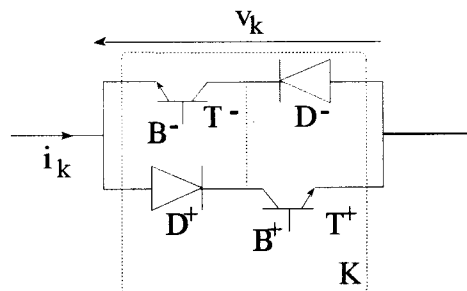 v_k
B⁻ T⁻ D⁻
i_k
D⁺ B⁺ T⁺
K